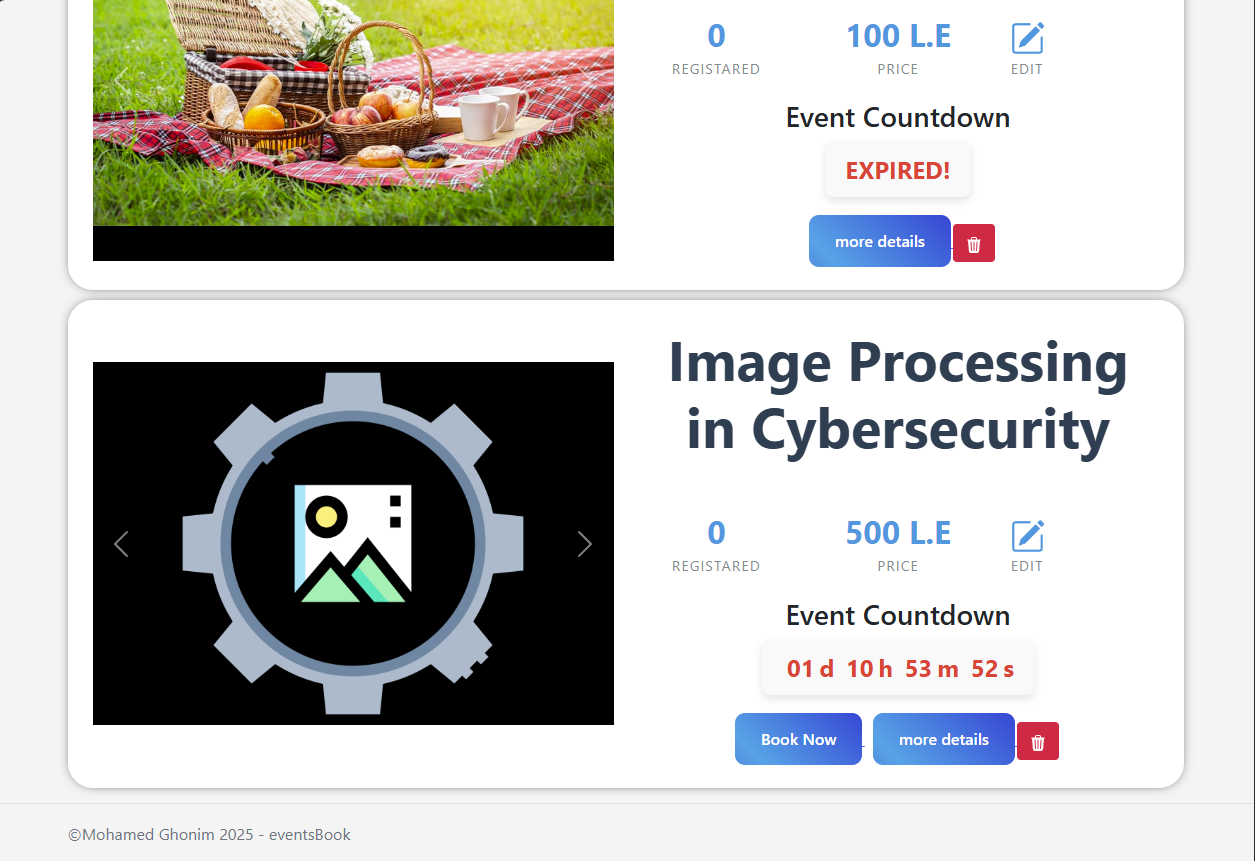 0 100 L.E
REGISTARED PRICE EDIT
Event Countdown
EXPIRED!
more details
Image Processing
in Cybersecurity
0 500 L.E
REGISTARED PRICE EDIT
Event Countdown
01 d 10 h 53 m 52 s
Book Now more details
©Mohamed Ghonim 2025 - eventsBook